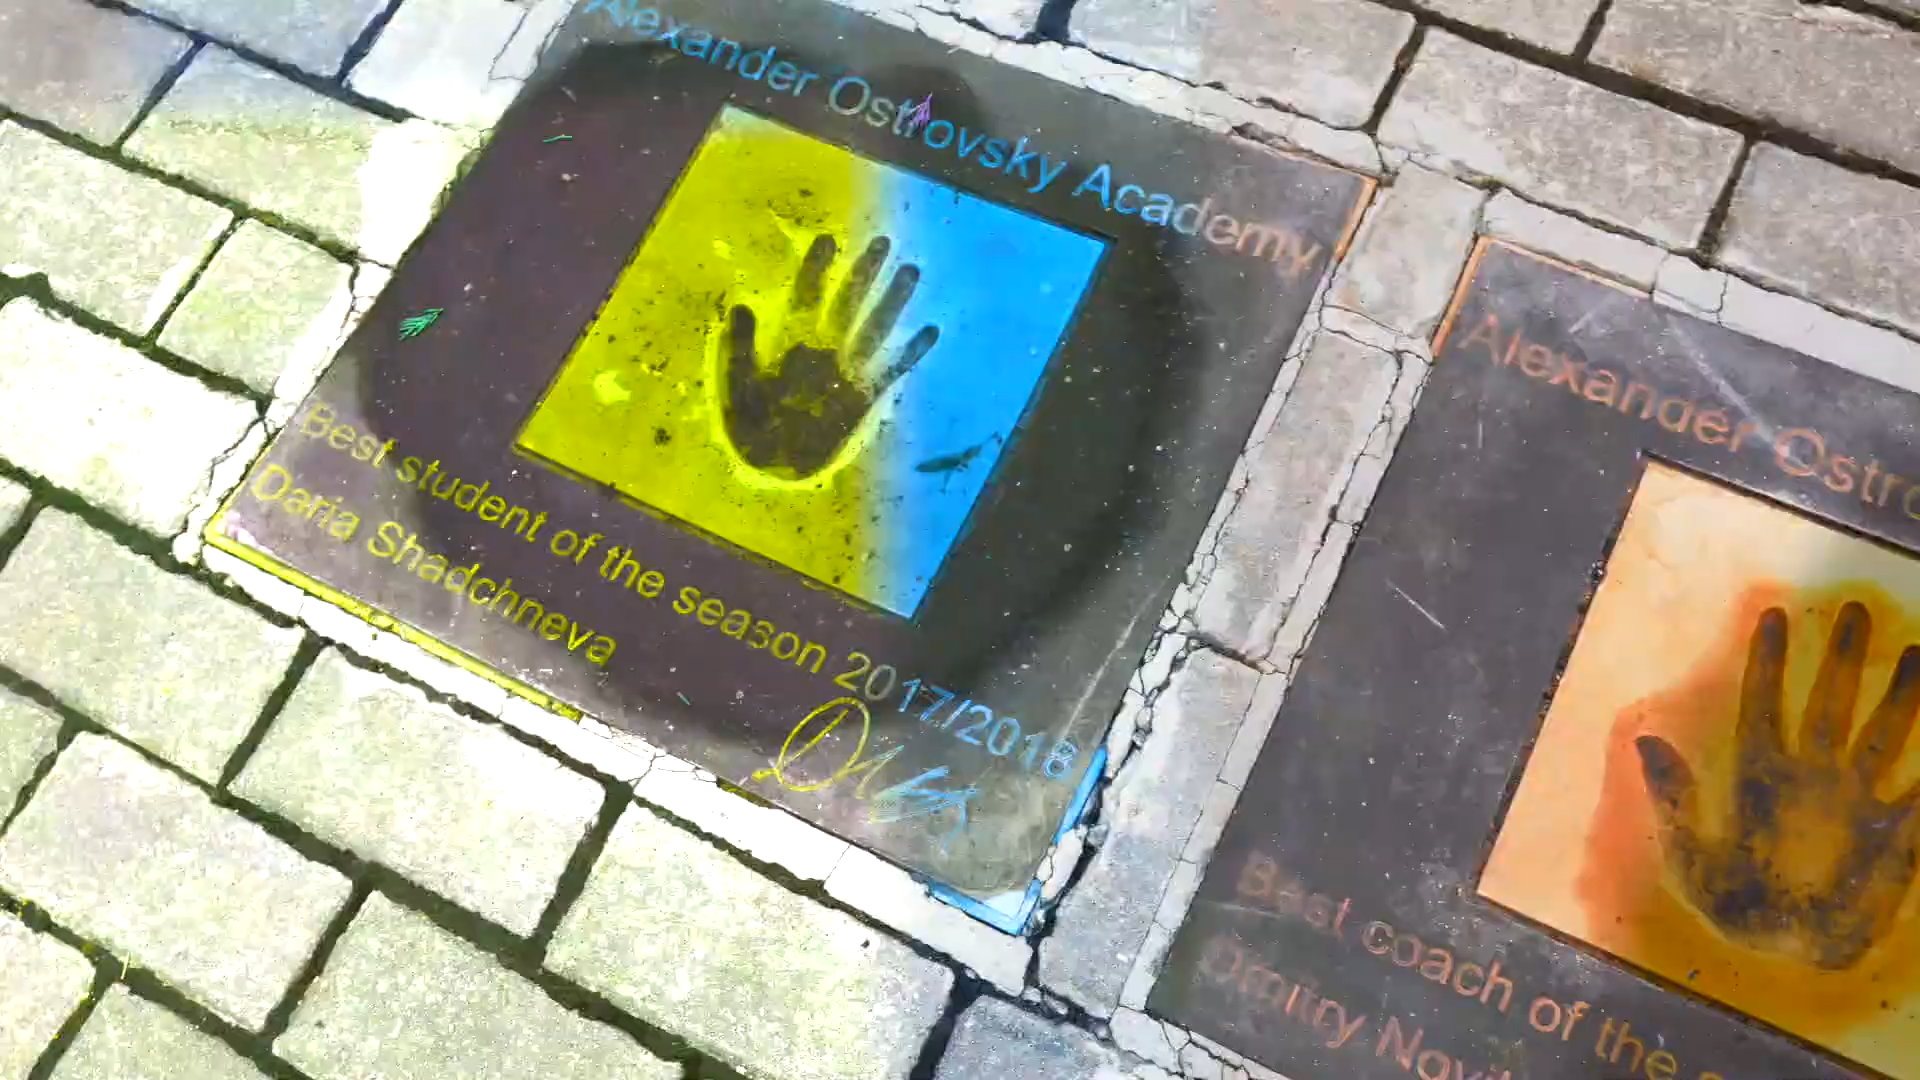 Alexander Ostrovsky Academy
Best student of the season 2017/2018
Daria Shadchneva
Alexander Ostro
Best coach of the s
Dmitry